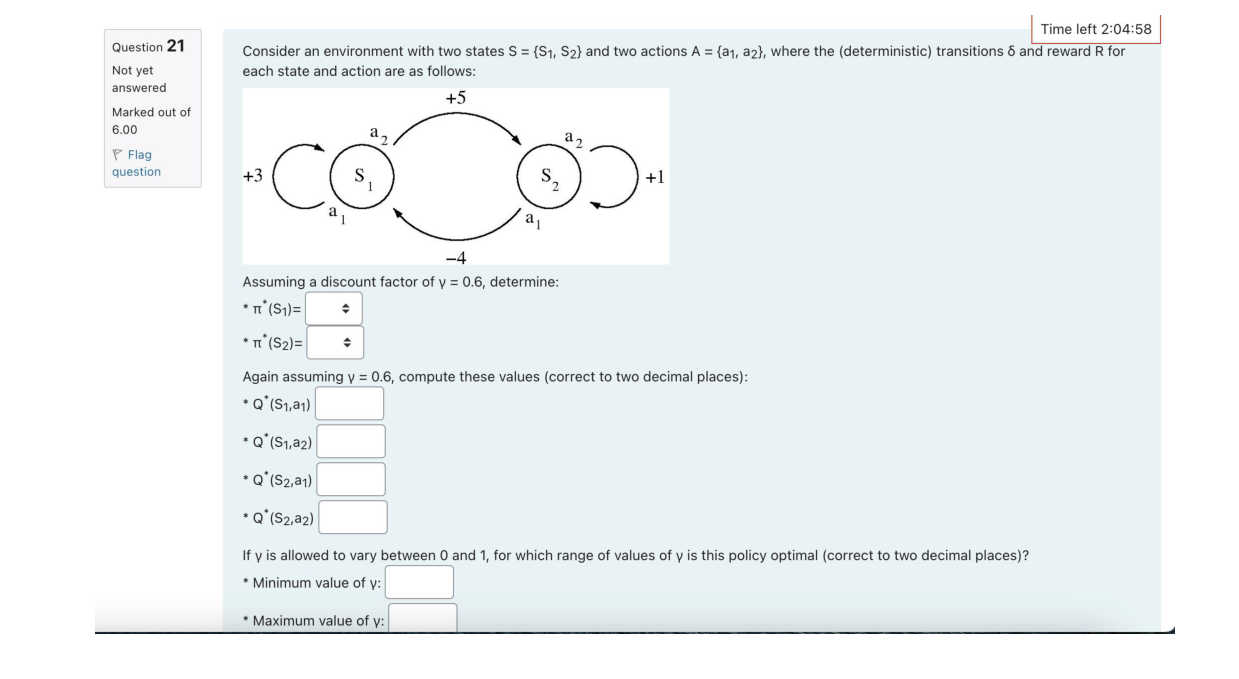 Time left 2:04:58
Question 21
Not yet
answered
Marked out of
6.00
Flag
question
Consider an environment with two states S = {S₁, S₂} and two actions A = {a₁, a₂}, where the (deterministic) transitions δ and reward R for
each state and action are as follows:
+5
a₂
a₂
+3
S₁
S₂
+1
a₁
a₁
−4
Assuming a discount factor of γ = 0.6, determine:
* π*(S₁)=
* π*(S₂)=
Again assuming γ = 0.6, compute these values (correct to two decimal places):
* Q*(S₁,a₁)
* Q*(S₁,a₂)
* Q*(S₂,a₁)
* Q*(S₂,a₂)
If γ is allowed to vary between 0 and 1, for which range of values of γ is this policy optimal (correct to two decimal places)?
* Minimum value of γ:
* Maximum value of γ: